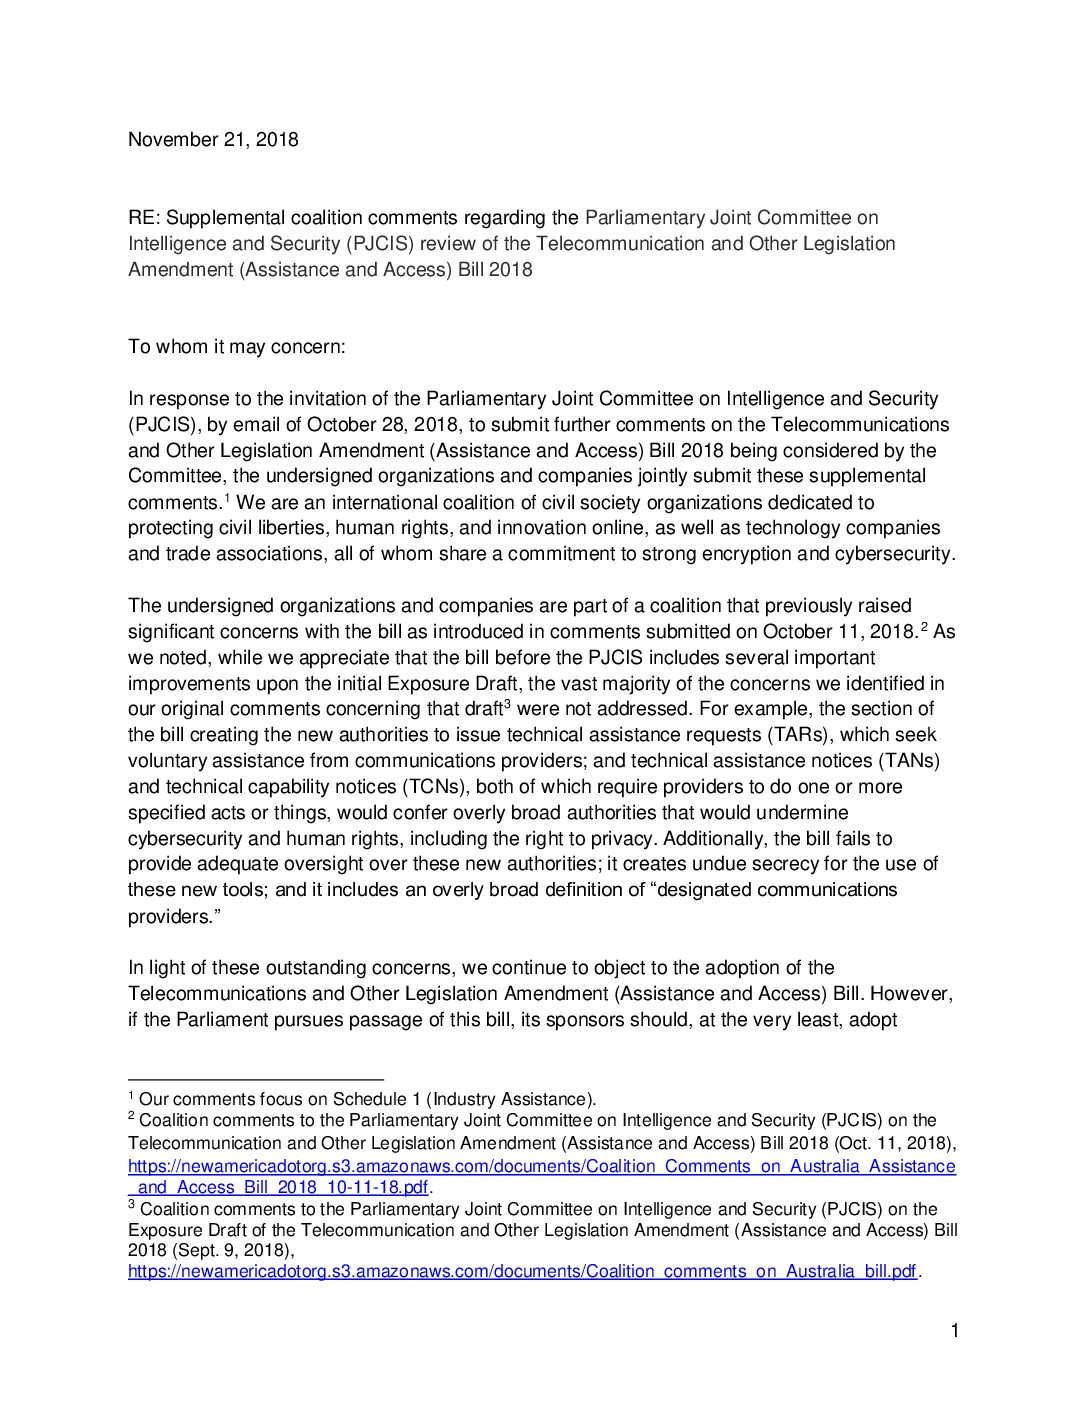 November 21, 2018
RE: Supplemental coalition comments regarding the Parliamentary Joint Committee on
Intelligence and Security (PJCIS) review of the Telecommunication and Other Legislation
Amendment (Assistance and Access) Bill 2018
To whom it may concern:
In response to the invitation of the Parliamentary Joint Committee on Intelligence and Security
(PJCIS), by email of October 28, 2018, to submit further comments on the Telecommunications
and Other Legislation Amendment (Assistance and Access) Bill 2018 being considered by the
Committee, the undersigned organizations and companies jointly submit these supplemental
comments.1 We are an international coalition of civil society organizations dedicated to
protecting civil liberties, human rights, and innovation online, as well as technology companies
and trade associations, all of whom share a commitment to strong encryption and cybersecurity.
The undersigned organizations and companies are part of a coalition that previously raised
significant concerns with the bill as introduced in comments submitted on October 11, 2018.2 As
we noted, while we appreciate that the bill before the PJCIS includes several important
improvements upon the initial Exposure Draft, the vast majority of the concerns we identified in
our original comments concerning that draft3 were not addressed. For example, the section of
the bill creating the new authorities to issue technical assistance requests (TARs), which seek
voluntary assistance from communications providers; and technical assistance notices (TANs)
and technical capability notices (TCNs), both of which require providers to do one or more
specified acts or things, would confer overly broad authorities that would undermine
cybersecurity and human rights, including the right to privacy. Additionally, the bill fails to
provide adequate oversight over these new authorities; it creates undue secrecy for the use of
these new tools; and it includes an overly broad definition of “designated communications
providers.”
In light of these outstanding concerns, we continue to object to the adoption of the
Telecommunications and Other Legislation Amendment (Assistance and Access) Bill. However,
if the Parliament pursues passage of this bill, its sponsors should, at the very least, adopt
1 Our comments focus on Schedule 1 (Industry Assistance).
2 Coalition comments to the Parliamentary Joint Committee on Intelligence and Security (PJCIS) on the
Telecommunication and Other Legislation Amendment (Assistance and Access) Bill 2018 (Oct. 11, 2018),
https://newamericadotorg.s3.amazonaws.com/documents/Coalition_Comments_on_Australia_Assistance
_and_Access_Bill_2018_10-11-18.pdf.
3 Coalition comments to the Parliamentary Joint Committee on Intelligence and Security (PJCIS) on the
Exposure Draft of the Telecommunication and Other Legislation Amendment (Assistance and Access) Bill
2018 (Sept. 9, 2018),
https://newamericadotorg.s3.amazonaws.com/documents/Coalition_comments_on_Australia_bill.pdf.
1